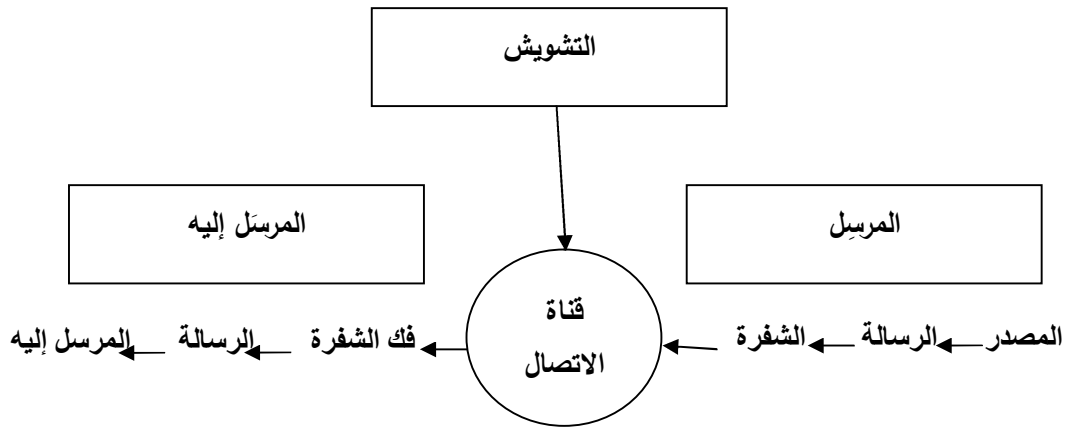 التشويش
المرسِل
المرسَل إليه
قناة
الاتصال
المصدر الرسالة الشفرة
فك الشفرة الرسالة المرسل إليه